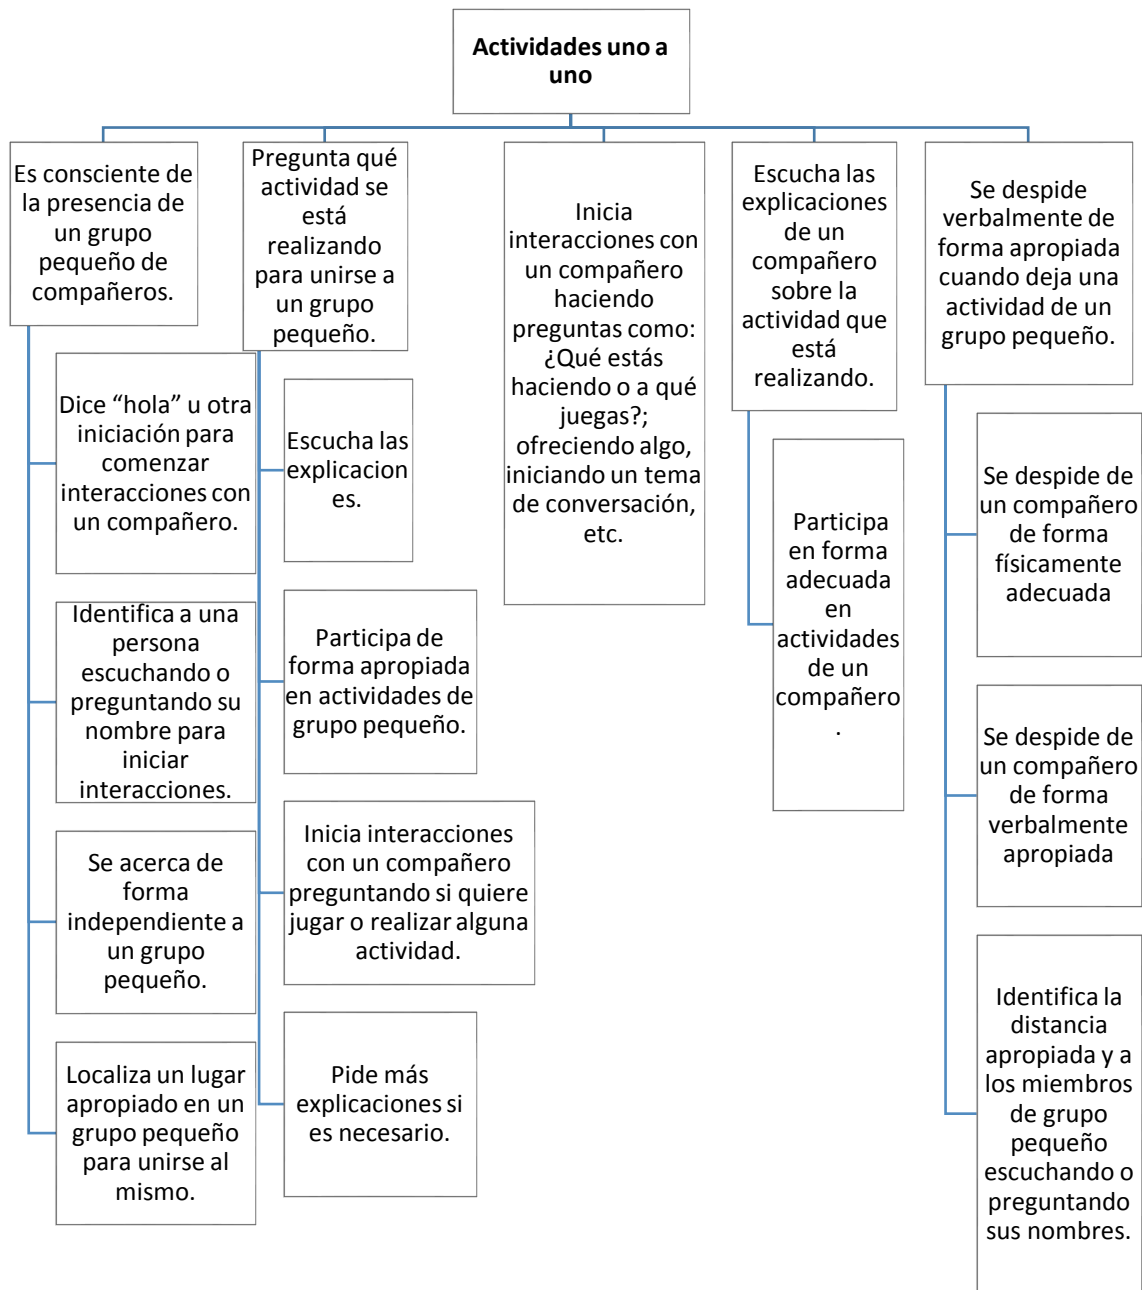 Actividades uno a
uno
Es consciente de
la presencia de
un grupo
pequeño de
compañeros.
Dice “hola” u otra
iniciación para
comenzar
interacciones con
un compañero.
Identifica a una
persona
escuchando o
preguntando su
nombre para
iniciar
interacciones.
Se acerca de
forma
independiente a
un grupo
pequeño.
Localiza un lugar
apropiado en un
grupo pequeño
para unirse al
mismo.
Pregunta qué
actividad se
está
realizando
para unirse a
un grupo
pequeño.
Escucha las
explicacion
es.
Participa de
forma apropiada
en actividades de
grupo pequeño.
Inicia interacciones
con un compañero
preguntando si quiere
jugar o realizar alguna
actividad.
Pide más
explicaciones si
es necesario.
Inicia
interacciones con
un compañero
haciendo
preguntas como:
¿Qué estás
haciendo o a qué
juegas?;
ofreciendo algo,
iniciando un tema
de conversación,
etc.
Escucha las
explicaciones
de un
compañero
sobre la
actividad que
está
realizando.
Participa
en forma
adecuada
en
actividades
de un
compañero
.
Se despide
verbalmente de
forma apropiada
cuando deja una
actividad de un
grupo pequeño.
Se despide de
un compañero
de forma
físicamente
adecuada
Se despide de
un compañero
de forma
verbalmente
apropiada
Identifica la
distancia
apropiada y a
los miembros
de grupo
pequeño
escuchando o
preguntando
sus nombres.